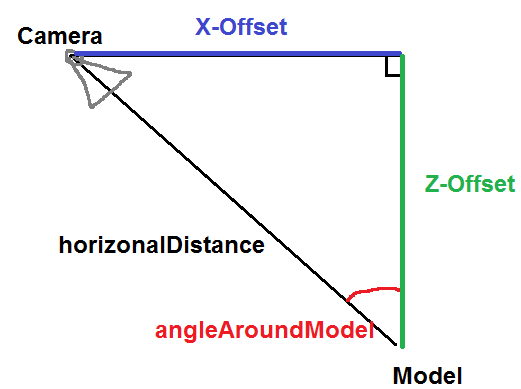 X-Offset
Camera
Z-Offset
horizonalDistance
angleAroundModel
Model